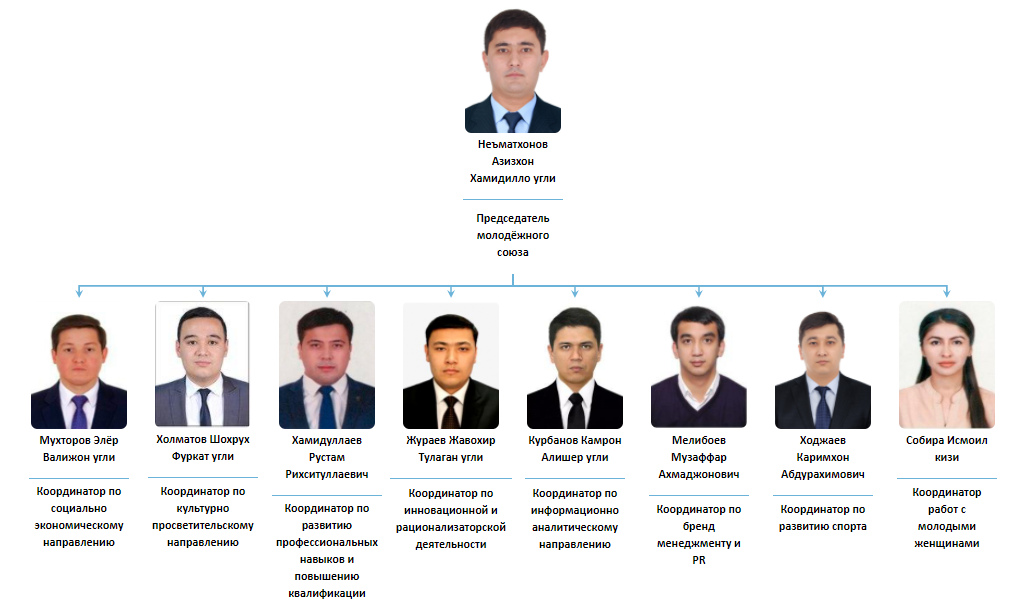 Неъматхонов
Азизхон
Хамидилло угли
Председатель
молодёжного
союза
Мухторов Элёр
Валижон угли
Координатор по
социально
экономическому
направлению
Холматов Шохрух
Фуркат угли
Координатор по
культурно
просветительскому
направлению
Хамидуллаев
Рустам
Рихситуллаевич
Координатор по
развитию
профессиональных
навыков и
повышению
квалификации
Жураев Жавохир
Тулаган угли
Координатор по
инновационной и
рационализаторской
деятельности
Курбанов Камрон
Алишер угли
Координатор по
информационно
аналитическому
направлению
Мелибоев
Музаффар
Ахмаджонович
Координатор по
бренд
менеджменту и
PR
Ходжаев
Каримхон
Абдурахимович
Координатор по
развитию спорта
Собира Исмоил
кизи
Координатор
работ с
молодыми
женщинами